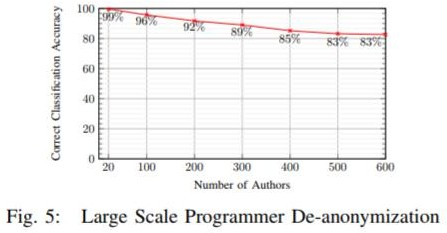 100
80
60
40
20
0
99% 96% 92% 89% 85% 83% 83%
20 100 200 300 400 500 600
Correct Classification Accuracy
Number of Authors
Fig. 5: Large Scale Programmer De-anonymization